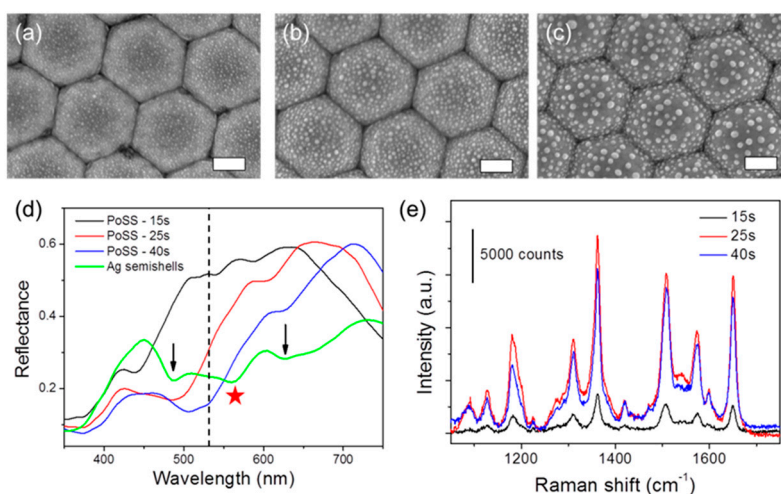 (a)
(b)
(c)
(d)
PoSS - 15s
PoSS - 25s
PoSS - 40s
Ag semishells
0.6
0.4
0.2
Reflectance
400
500
600
700
Wavelength (nm)
(e)
5000 counts
15s
25s
40s
Intensity (a.u.)
1200
1400
1600
Raman shift (cm⁻¹)